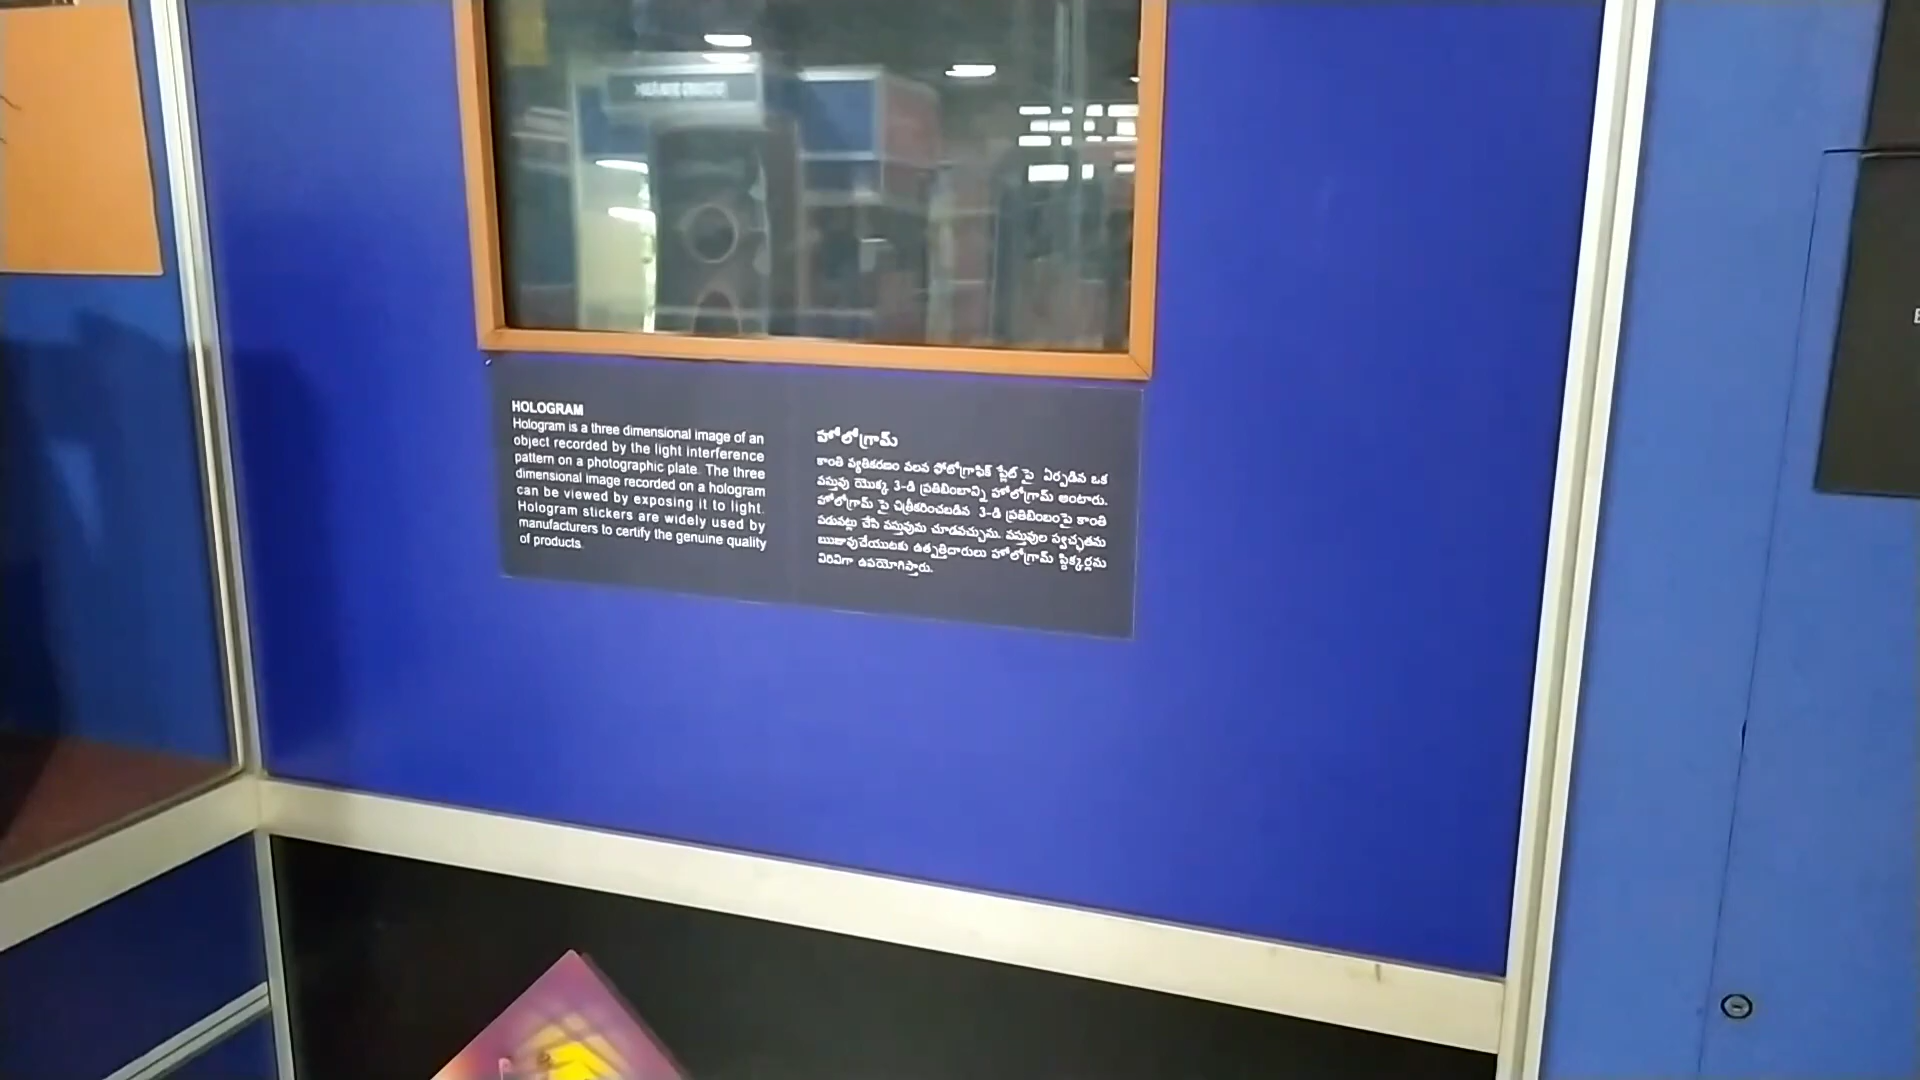 HOLOGRAM
Hologram is a three dimensional image of an
object recorded by the light interference
pattern on a photographic plate. The three
dimensional image recorded on a hologram
can be viewed by exposing it to light.
Hologram stickers are widely used by
manufacturers to certify the genuine quality
of products.
హోలోగ్రామ్
కాంతి వ్యతికరణం వలన ఫోటోగ్రాఫిక్ ప్లేట్ పై ఏర్పడిన ఒక
వస్తువు యొక్క 3-డి ప్రతిబింబాన్ని హోలోగ్రామ్ అంటారు.
హోలోగ్రామ్ పై చిత్రీకరించబడిన 3-డి ప్రతిబింబంపై కాంతి
పడునట్లు చేసి వస్తువును చూడవచ్చును. వస్తువుల స్వచ్ఛతను
ఋజువుచేయుటకు ఉత్పత్తిదారులు హోలోగ్రామ్ స్టిక్కర్లను
విరివిగా ఉపయోగిస్తారు.